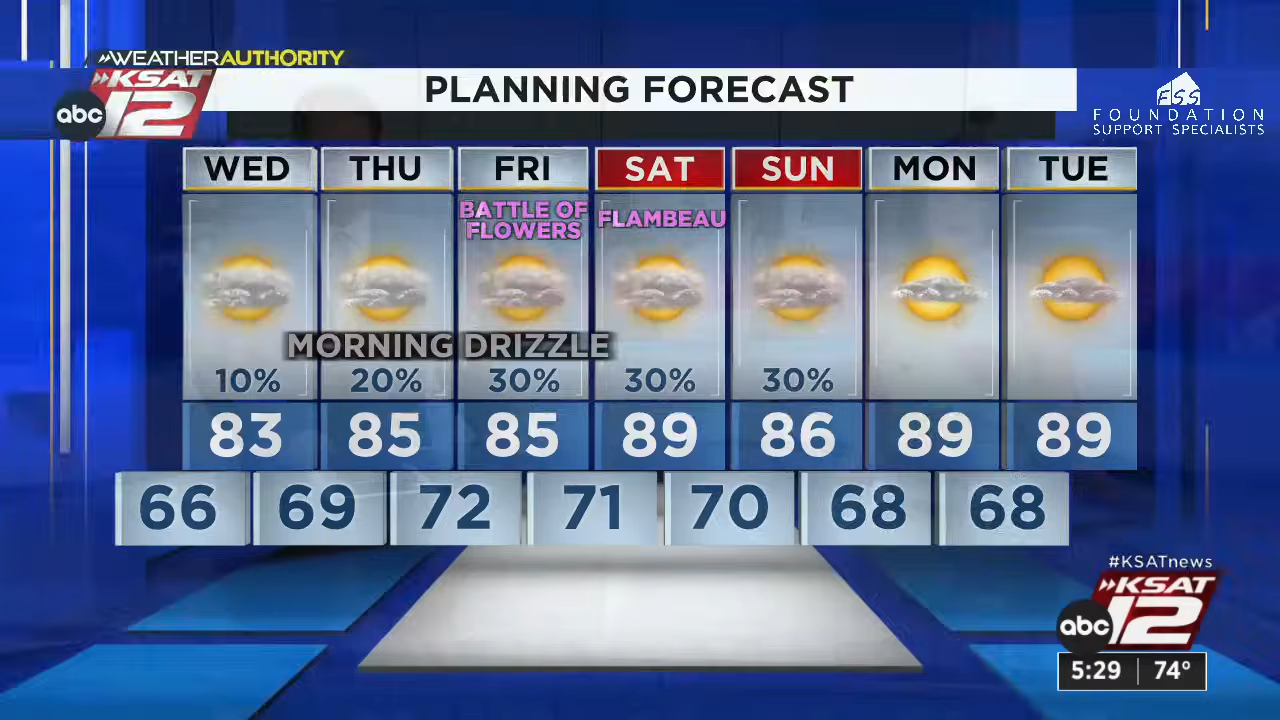 WEATHERAUTHORITY
KSAT
abc 12
PLANNING FORECAST
FSS
FOUNDATION
SUPPORT SPECIALISTS
WED THU FRI SAT SUN MON TUE
BATTLE OF
FLOWERS
FLAMBEAU
MORNING DRIZZLE
10% 20% 30% 30% 30%
83 85 85 89 86 89 89
66 69 72 71 70 68 68
#KSATnews
KSAT
abc 12
5:29 74°